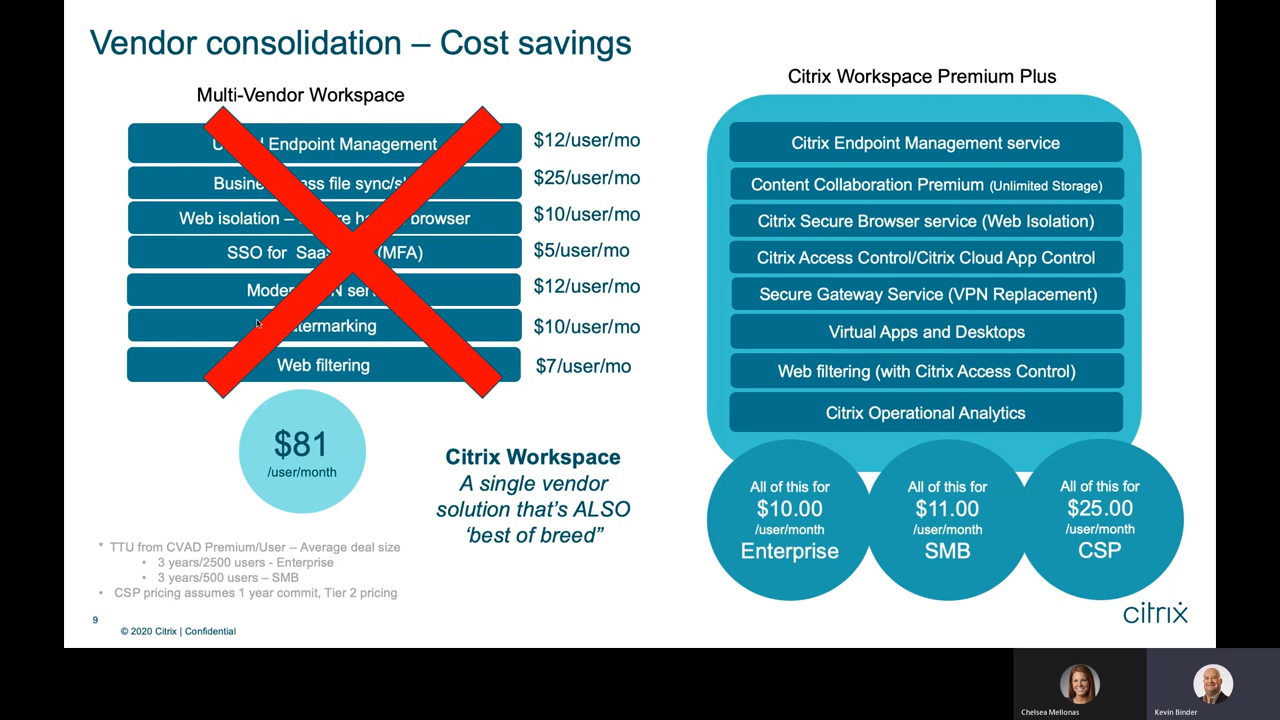 Vendor consolidation – Cost savings
Multi-Vendor Workspace
Endpoint Management
$12/user/mo
file sync/
$25/user/mo
Web isolation – browser
$10/user/mo
SSO for (MFA)
$5/user/mo
$12/user/mo
$10/user/mo
Web filtering
$7/user/mo
$81
/user/month
Citrix Workspace
A single vendor
solution that's ALSO
'best of breed”
* TTU from CVAD Premium/User – Average deal size
• 3 years/2500 users - Enterprise
• 3 years/500 users – SMB
• CSP pricing assumes 1 year commit, Tier 2 pricing
9
© 2020 Citrix | Confidential
Citrix Workspace Premium Plus
Citrix Endpoint Management service
Content Collaboration Premium (Unlimited Storage)
Citrix Secure Browser service (Web Isolation)
Citrix Access Control/Citrix Cloud App Control
Secure Gateway Service (VPN Replacement)
Virtual Apps and Desktops
Web filtering (with Citrix Access Control)
Citrix Operational Analytics
All of this for
$10.00
/user/month
Enterprise
All of this for
$11.00
/user/month
SMB
All of this for
$25.00
/user/month
CSP
citrix
Chelsea Mellonas
Kevin Binder